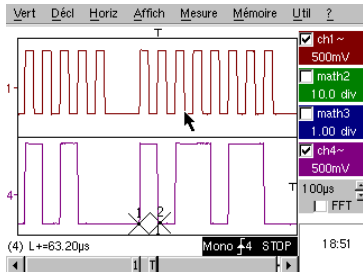 Vert Décl Horiz Affich Mesure Mémoire Util ?
T
ch1~
500mV
math2
10.0 div
math3
1.00 div
ch4~
500mV
1-
4-
T
100µs
FFT
1 2
(4) L+=63.20µs Mono 4 STOP 18:51
1 T